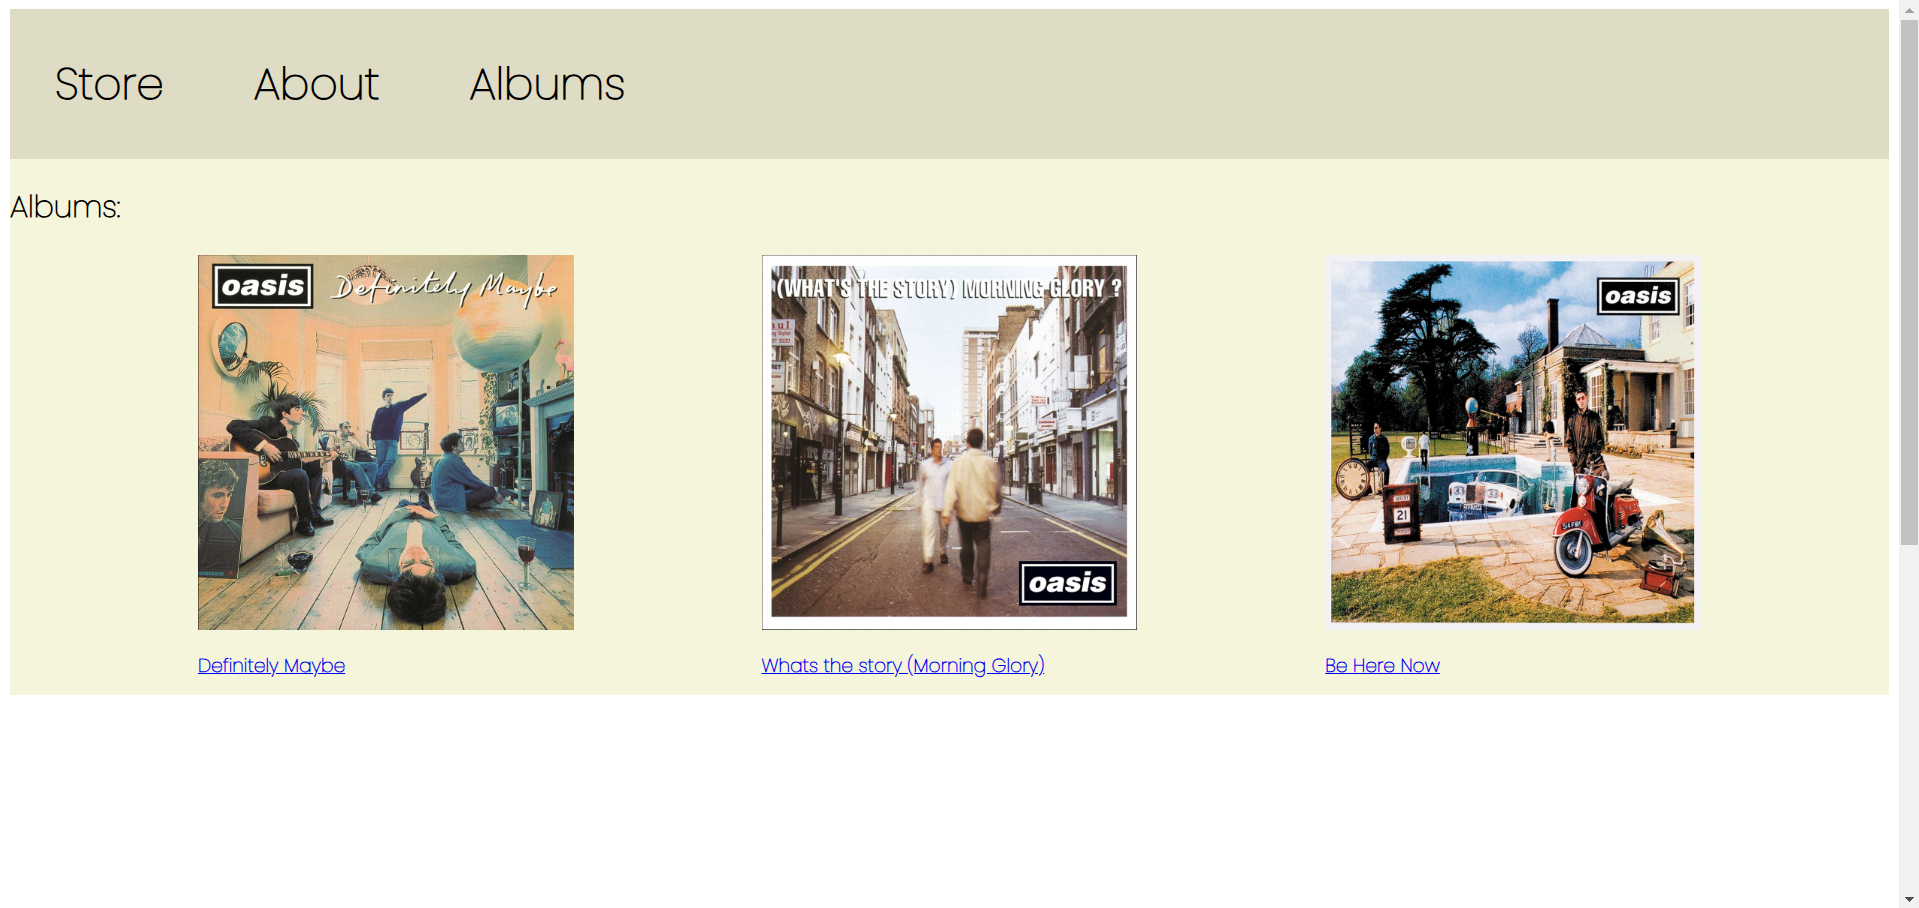 Store About Albums
Albums:
oasis Definitely Maybe
(WHAT'S THE STORY) MORNING GLORY ?
oasis
oasis
21
Definitely Maybe
Whats the story (Morning Glory)
Be Here Now